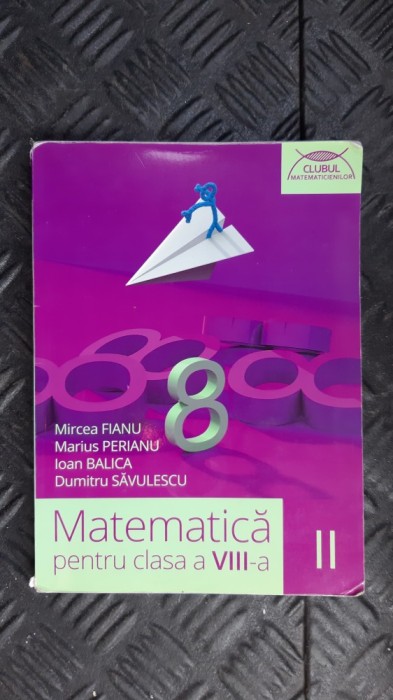 CLUBUL
MATEMATICIENILOR
8
Mircea FIANU
Marius PERIANU
Ioan BALICA
Dumitru SĂVULESCU
Matematică
pentru clasa a VIII-a
II